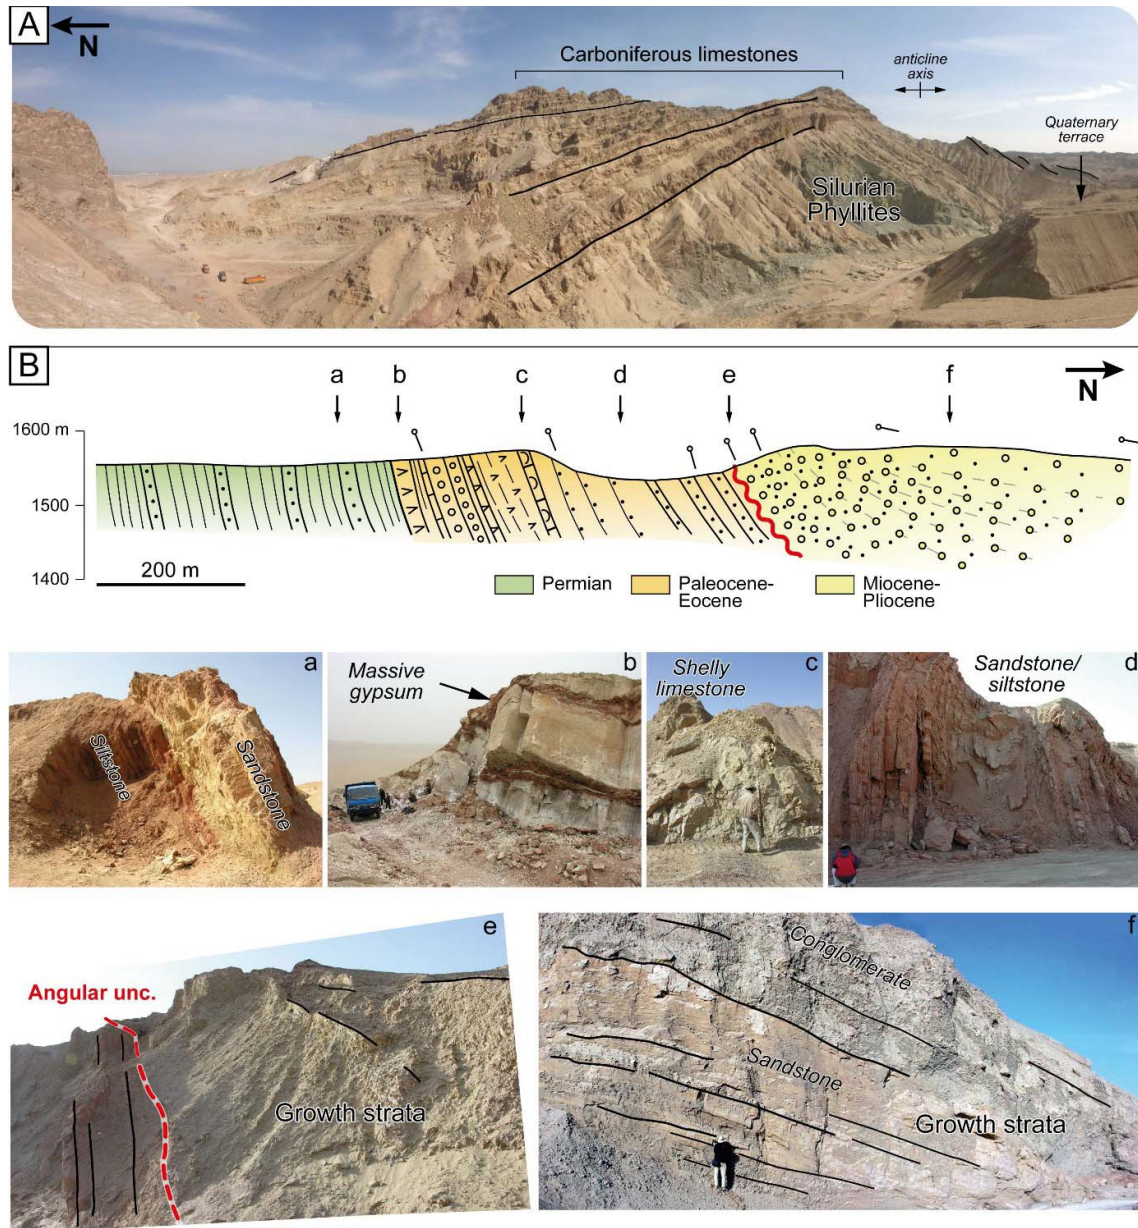 A
N
Carboniferous limestones
anticline
axis
Quaternary
terrace
Silurian
Phyllites
B
a
b
c
d
e
f
N
1600 m
1500
1400
200 m
Permian
Paleocene-
Eocene
Miocene-
Pliocene
a
Siltstone
Sandstone
b
Massive
gypsum
c
Shelly
limestone
d
Sandstone/
siltstone
e
Angular unc.
Growth strata
f
Conglomerate
Sandstone
Growth strata